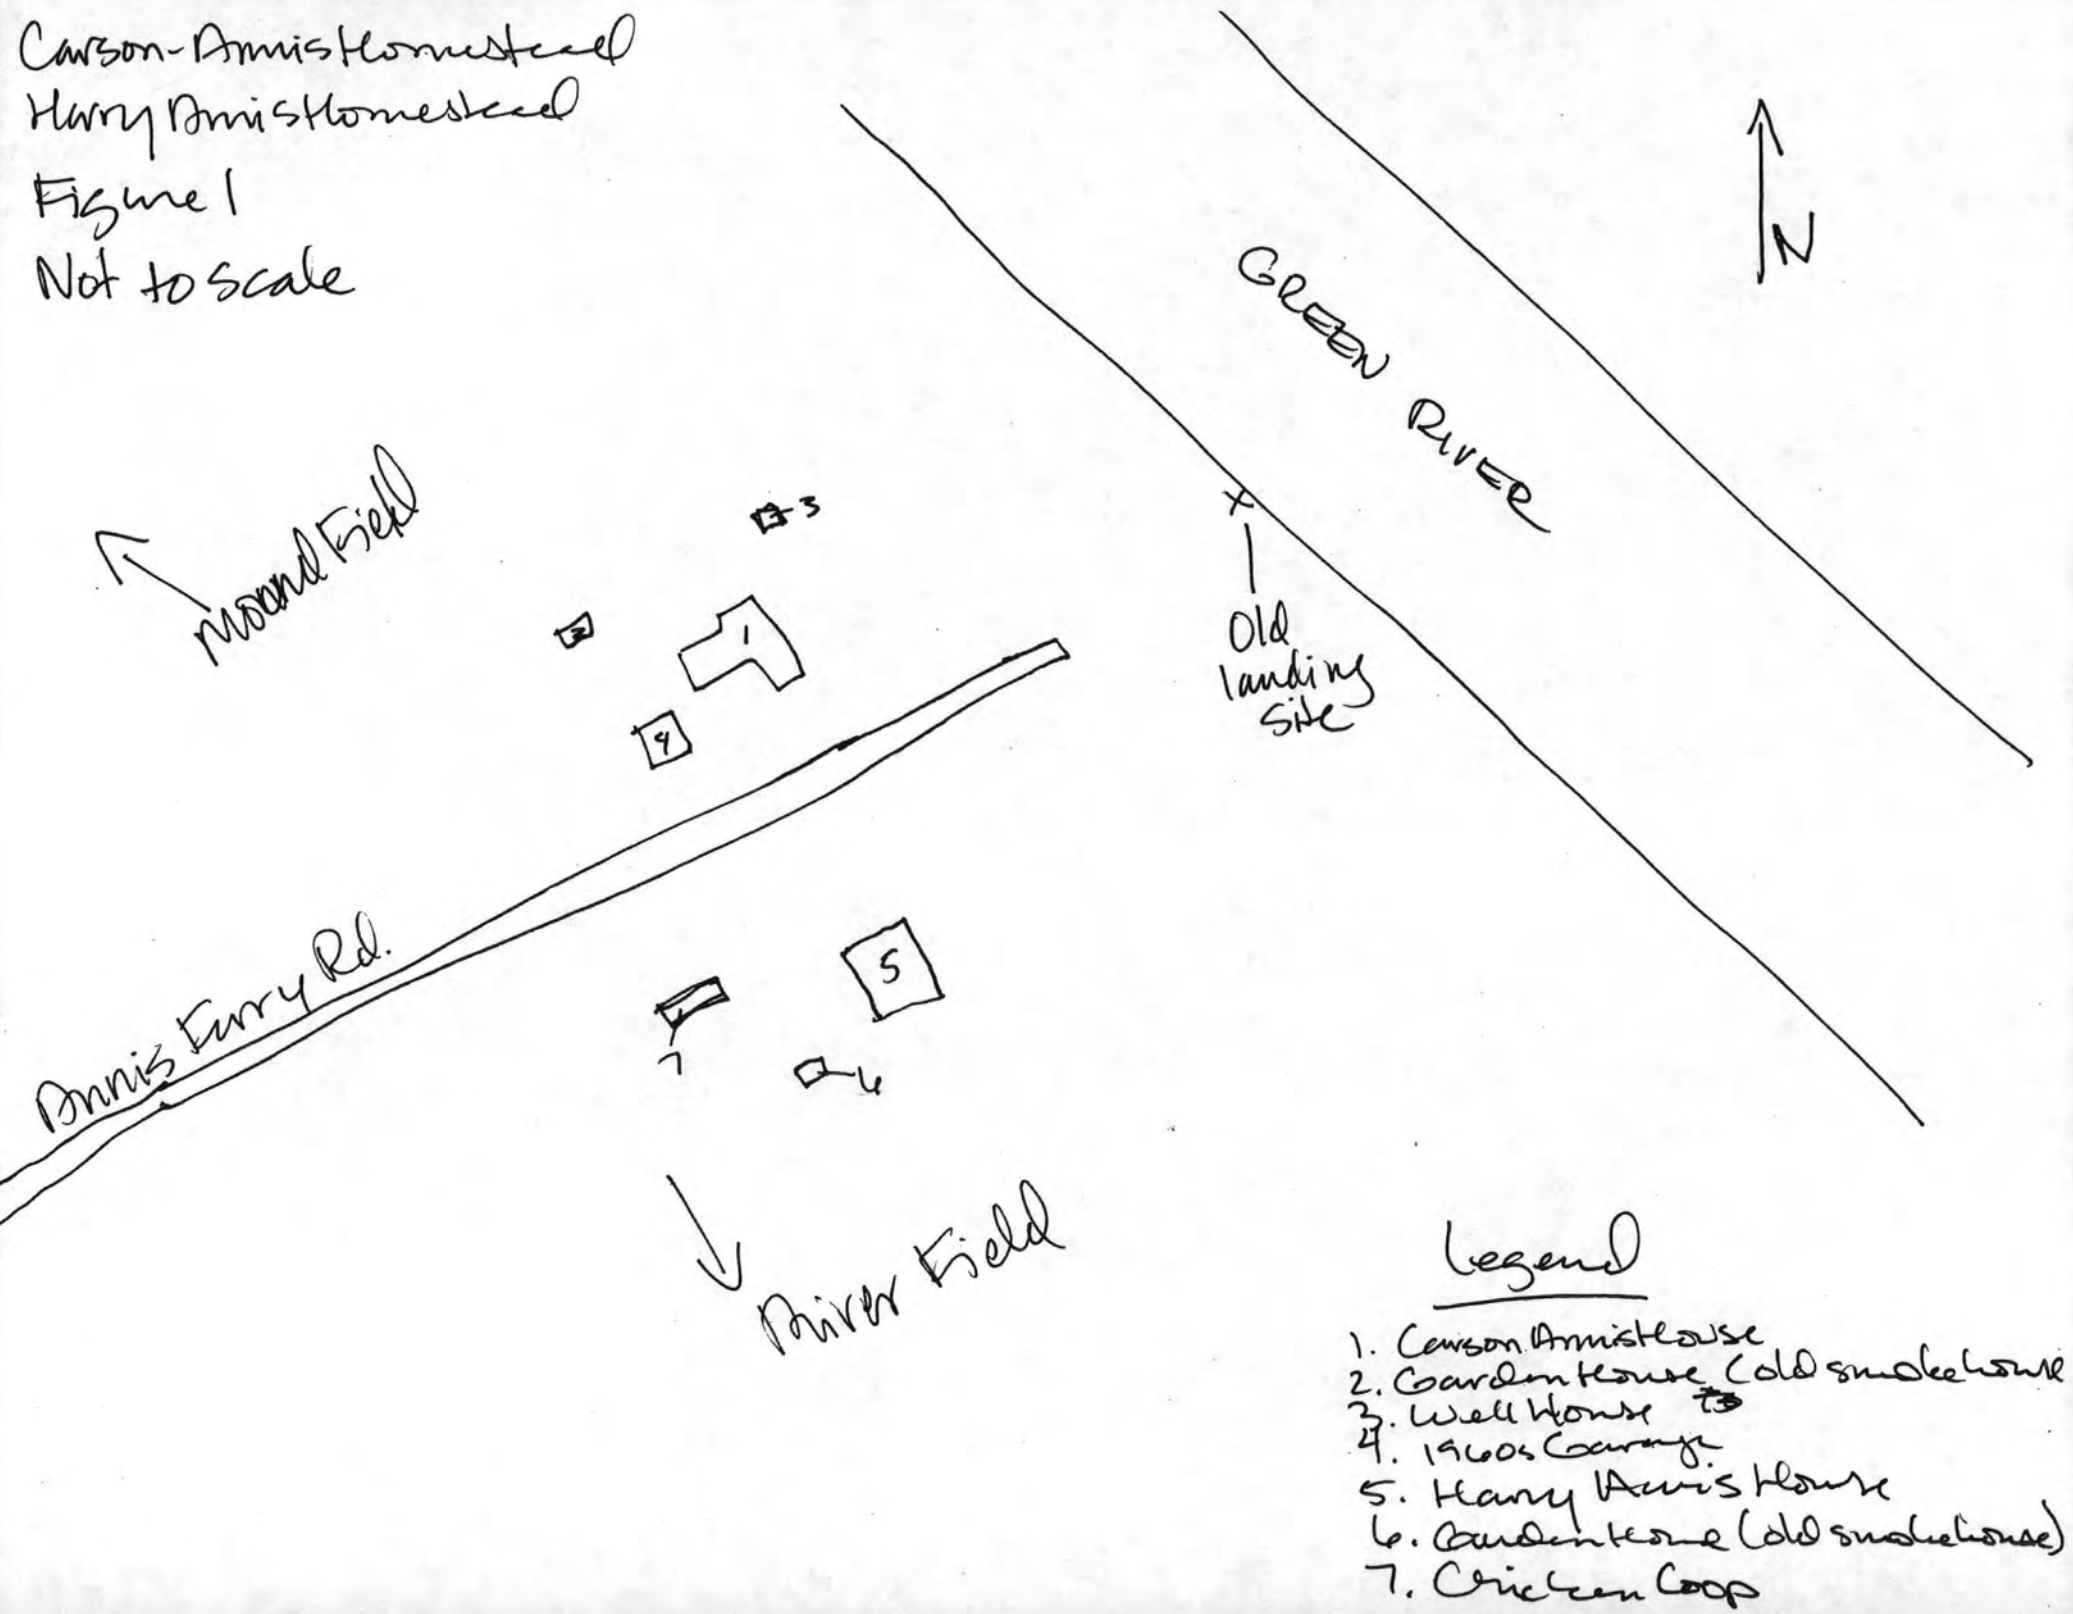 Carson-Annis Homestead
Harry Annis Homestead
Figure 1
Not to scale
N
GREEN RIVER
Mound Field
3
2
1
4
Old
landing
site
Annis Ferry Rd.
5
7
6
River Field
Legend
1. Carson Annis House
2. Garden House (old smokehouse
3. Well House
4. 1960s Garage
5. Harry Annis House
6. Garden House (old smokehouse)
7. Chicken Coop